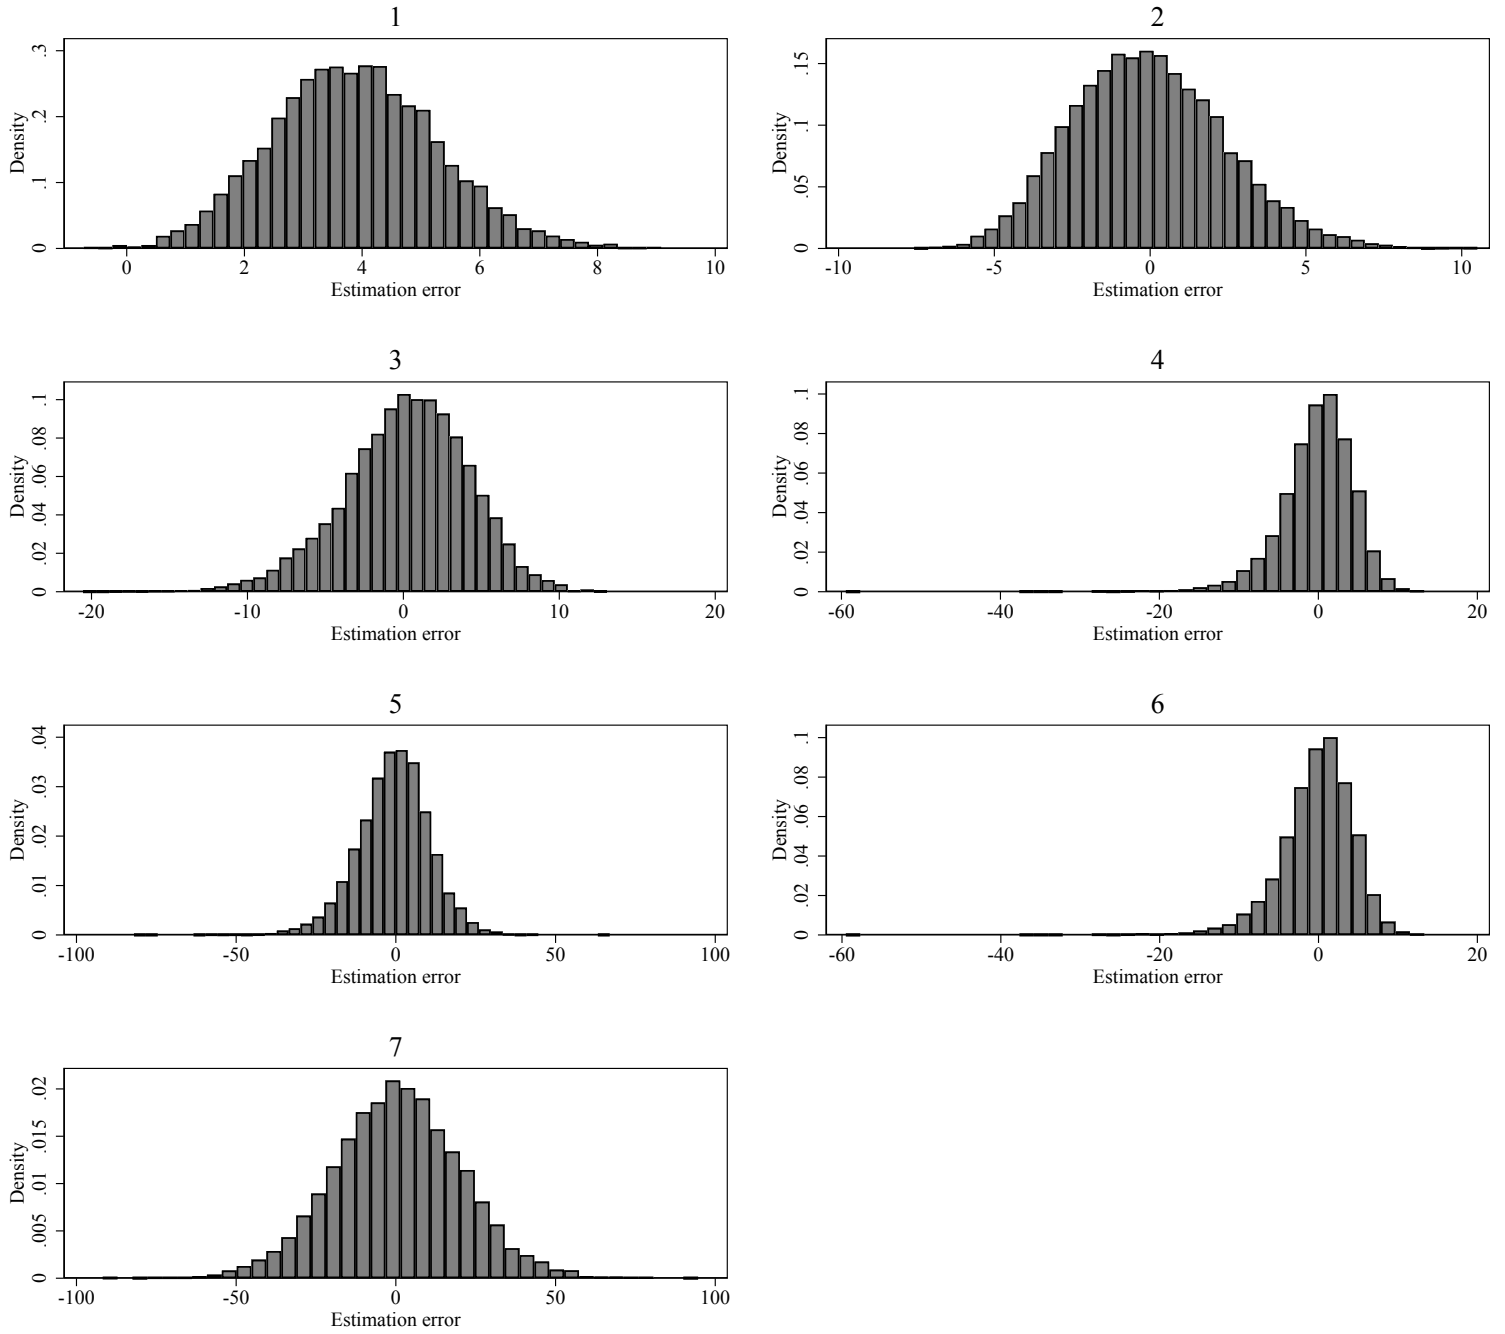 1
Density
0 .1 .2 .3
0 2 4 6 8 10
Estimation error
2
Density
0 .05 .1 .15
-10 -5 0 5 10
Estimation error
3
Density
0 .02 .04 .06 .08 .1
-20 -10 0 10 20
Estimation error
4
Density
0 .02 .04 .06 .08 .1
-60 -40 -20 0 20
Estimation error
5
Density
0 .01 .02 .03 .04
-100 -50 0 50 100
Estimation error
6
Density
0 .02 .04 .06 .08 .1
-60 -40 -20 0 20
Estimation error
7
Density
0 .005 .01 .015 .02
-100 -50 0 50 100
Estimation error